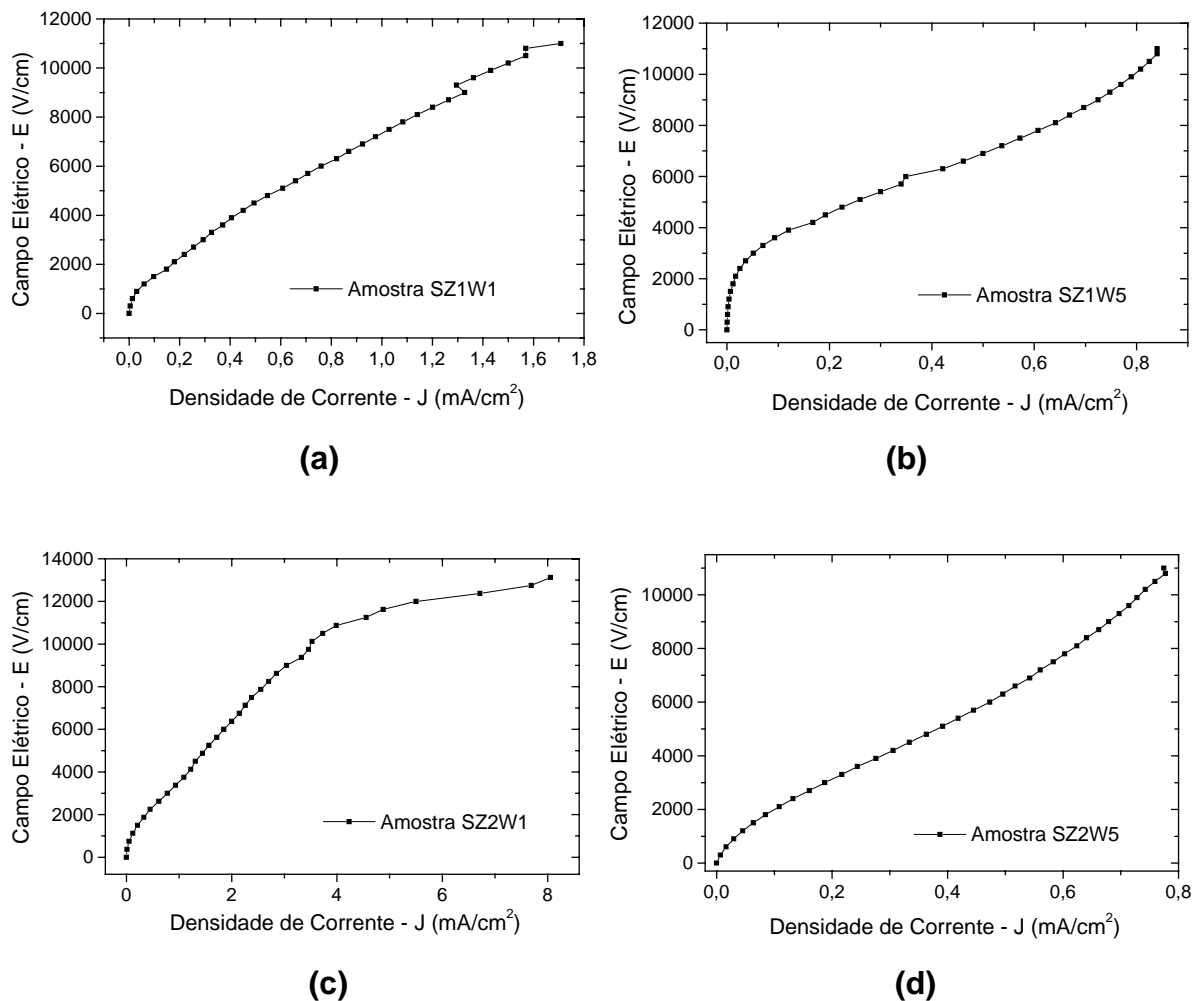 12000
10000
8000
6000
4000
2000
0
Campo Elétrico - E (V/cm)
Amostra SZ1W1
0,0 0,2 0,4 0,6 0,8 1,0 1,2 1,4 1,6 1,8
Densidade de Corrente - J (mA/cm²)
(a)
12000
10000
8000
6000
4000
2000
0
Campo Elétrico - E (V/cm)
Amostra SZ1W5
0,0 0,2 0,4 0,6 0,8
Densidade de Corrente - J (mA/cm²)
(b)
14000
12000
10000
8000
6000
4000
2000
0
Campo Elétrico - E (V/cm)
Amostra SZ2W1
0 2 4 6 8
Densidade de Corrente - J (mA/cm²)
(c)
12000
10000
8000
6000
4000
2000
0
Campo Elétrico - E (V/cm)
Amostra SZ2W5
0,0 0,2 0,4 0,6 0,8
Densidade de Corrente - J (mA/cm²)
(d)